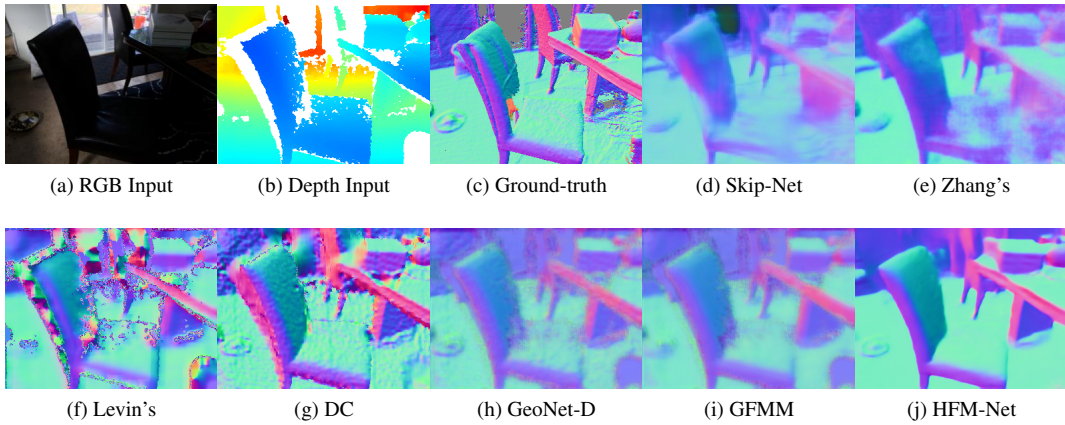 (a) RGB Input
(b) Depth Input
(c) Ground-truth
(d) Skip-Net
(e) Zhang's
(f) Levin's
(g) DC
(h) GeoNet-D
(i) GFMM
(j) HFM-Net